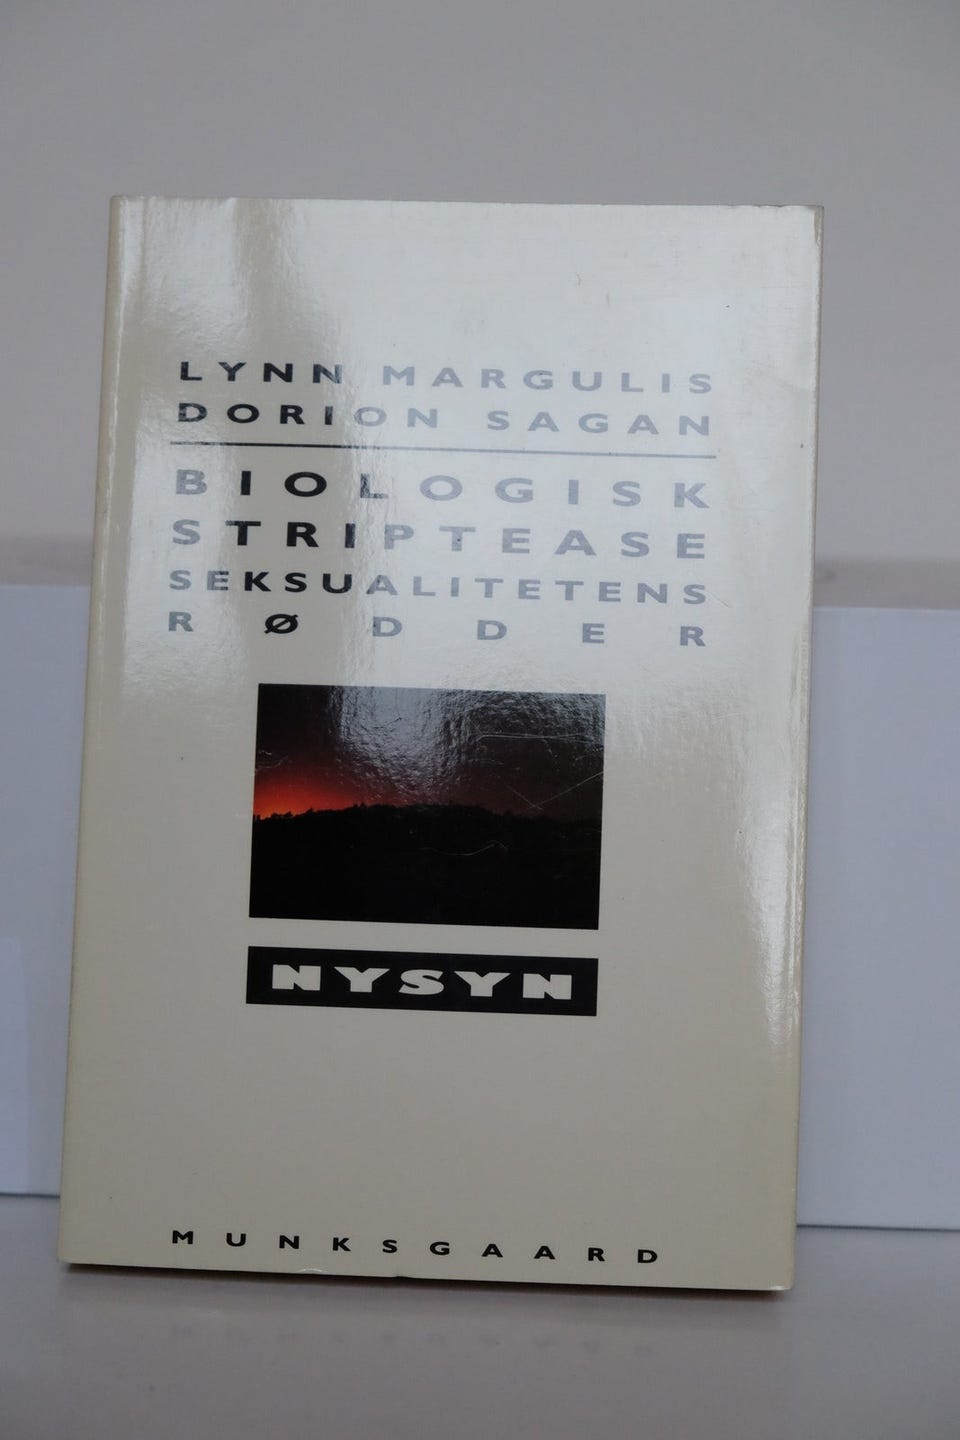 LYNN MARGULIS
DORION SAGAN
BIOLOGISK
STRIPTEASE
SEKSUALITETENS
RØDDER
NYSYN
MUNKSGAARD